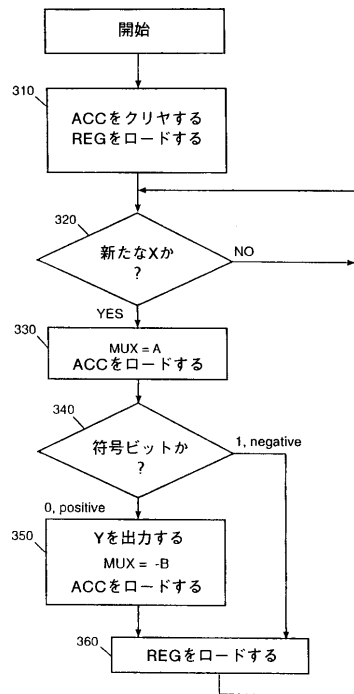 開始
310
ACCをクリヤする
REGをロードする
320
新たなXか
?
NO
YES
330
MUX = A
ACCをロードする
340
符号ビットか
?
1, negative
0, positive
350
Yを出力する
MUX = -B
ACCをロードする
360
REGをロードする